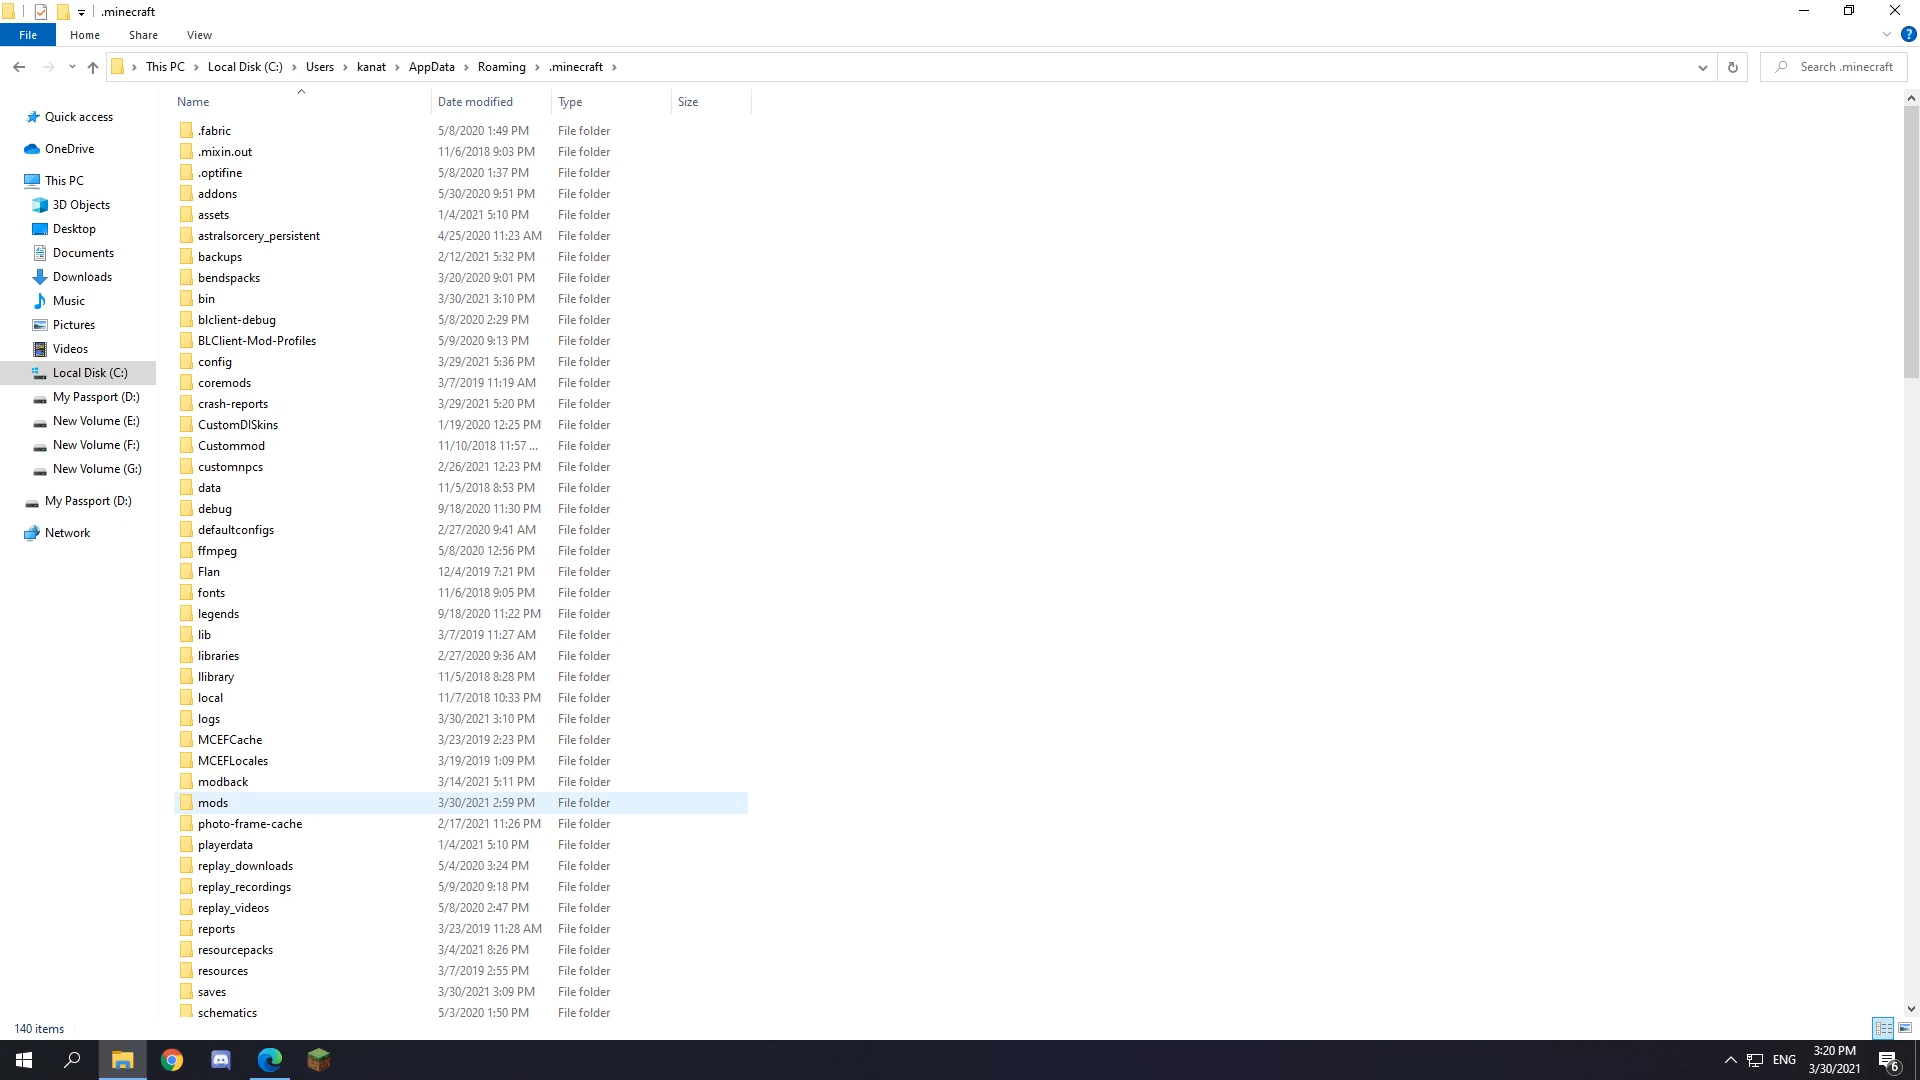 .minecraft
File Home Share View
This PC Local Disk (C:) Users kanat AppData Roaming .minecraft Search .minecraft
Name Date modified Type Size
Quick access
OneDrive
This PC
3D Objects
Desktop
Documents
Downloads
Music
Pictures
Videos
Local Disk (C:)
My Passport (D:)
New Volume (E:)
New Volume (F:)
New Volume (G:)
My Passport (D:)
Network
.fabric 5/8/2020 1:49 PM File folder
.mixin.out 11/6/2018 9:03 PM File folder
.optifine 5/8/2020 1:37 PM File folder
addons 5/30/2020 9:51 PM File folder
assets 1/4/2021 5:10 PM File folder
astralsorcery_persistent 4/25/2020 11:23 AM File folder
backups 2/12/2021 5:32 PM File folder
bendspacks 3/20/2020 9:01 PM File folder
bin 3/30/2021 3:10 PM File folder
blclient-debug 5/8/2020 2:29 PM File folder
BLClient-Mod-Profiles 5/9/2020 9:13 PM File folder
config 3/29/2021 5:36 PM File folder
coremods 3/7/2019 11:19 AM File folder
crash-reports 3/29/2021 5:20 PM File folder
CustomDISkins 1/19/2020 12:25 PM File folder
Custommod 11/10/2018 11:57 ... File folder
customnpcs 2/26/2021 12:23 PM File folder
data 11/5/2018 8:53 PM File folder
debug 9/18/2020 11:30 PM File folder
defaultconfigs 2/27/2020 9:41 AM File folder
ffmpeg 5/8/2020 12:56 PM File folder
Flan 12/4/2019 7:21 PM File folder
fonts 11/6/2018 9:05 PM File folder
legends 9/18/2020 11:22 PM File folder
lib 3/7/2019 11:27 AM File folder
libraries 2/27/2020 9:36 AM File folder
llibrary 11/5/2018 8:28 PM File folder
local 11/7/2018 10:33 PM File folder
logs 3/30/2021 3:10 PM File folder
MCEFCache 3/23/2019 2:23 PM File folder
MCEFLocales 3/19/2019 1:09 PM File folder
modback 3/14/2021 5:11 PM File folder
mods 3/30/2021 2:59 PM File folder
photo-frame-cache 2/17/2021 11:26 PM File folder
playerdata 1/4/2021 5:10 PM File folder
replay_downloads 5/4/2020 3:24 PM File folder
replay_recordings 5/9/2020 9:18 PM File folder
replay_videos 5/8/2020 2:47 PM File folder
reports 3/23/2019 11:28 AM File folder
resourcepacks 3/4/2021 8:26 PM File folder
resources 3/7/2019 2:55 PM File folder
saves 3/30/2021 3:09 PM File folder
schematics 5/3/2020 1:50 PM File folder
140 items
ENG 3:20 PM
3/30/2021 6